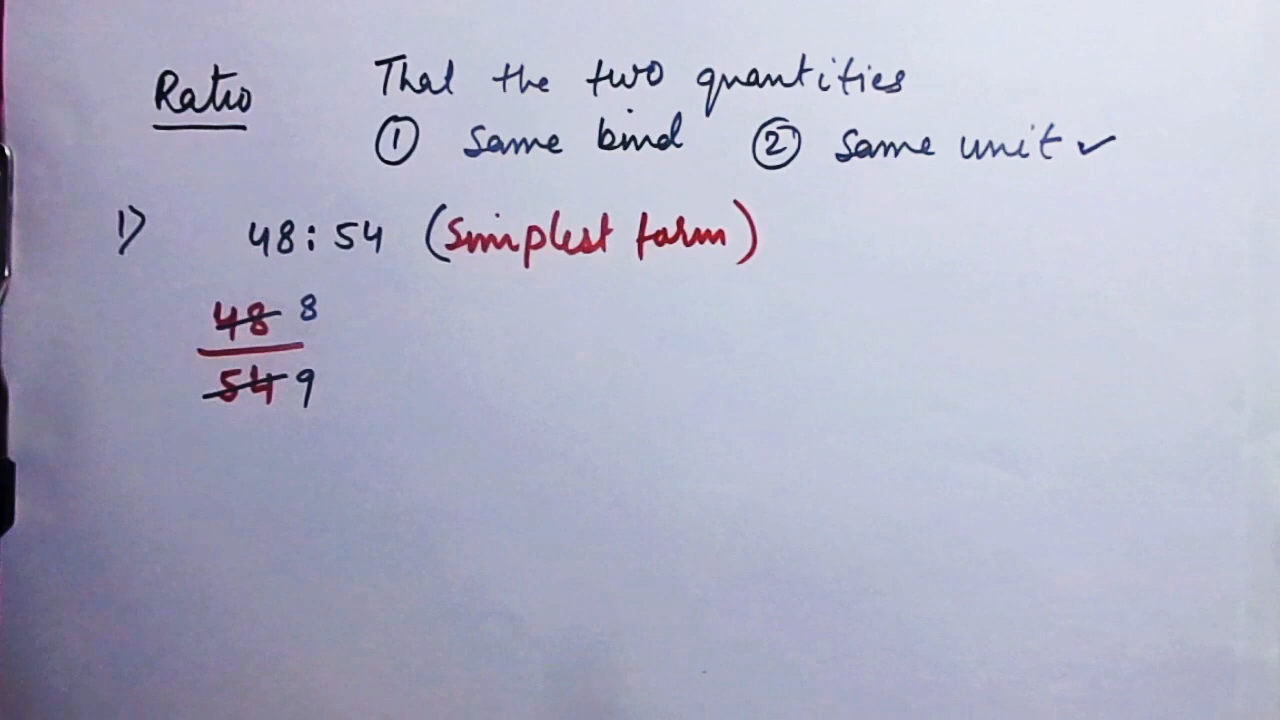 Ratio That the two quantities
① same kind ② same unit ✓
1) 48 : 54 (Simplest form)
48 8
54 9